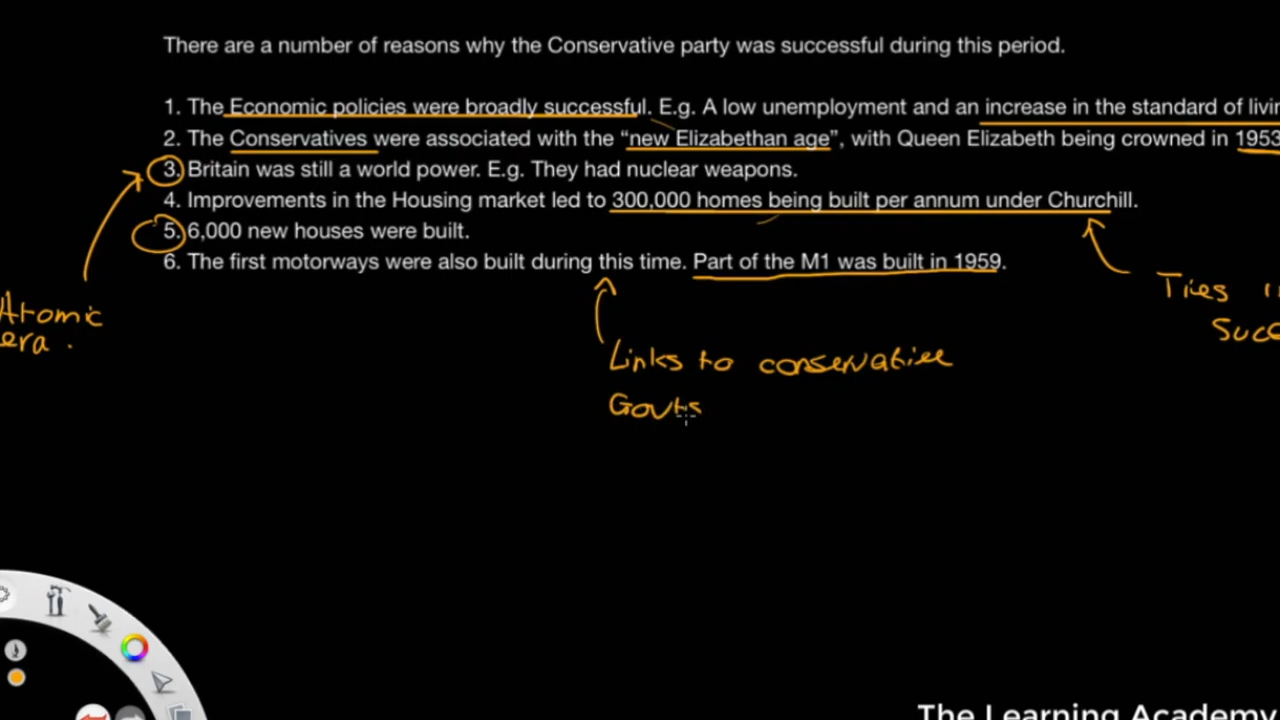 There are a number of reasons why the Conservative party was successful during this period.
1. The Economic policies were broadly successful. E.g. A low unemployment and an increase in the standard of livin
2. The Conservatives were associated with the “new Elizabethan age”, with Queen Elizabeth being crowned in 1953
3. Britain was still a world power. E.g. They had nuclear weapons.
4. Improvements in the Housing market led to 300,000 homes being built per annum under Churchill.
5. 6,000 new houses were built.
6. The first motorways were also built during this time. Part of the M1 was built in 1959.
Atomic
era.
Ties
Links to conservative
Govts
The Learning Academy